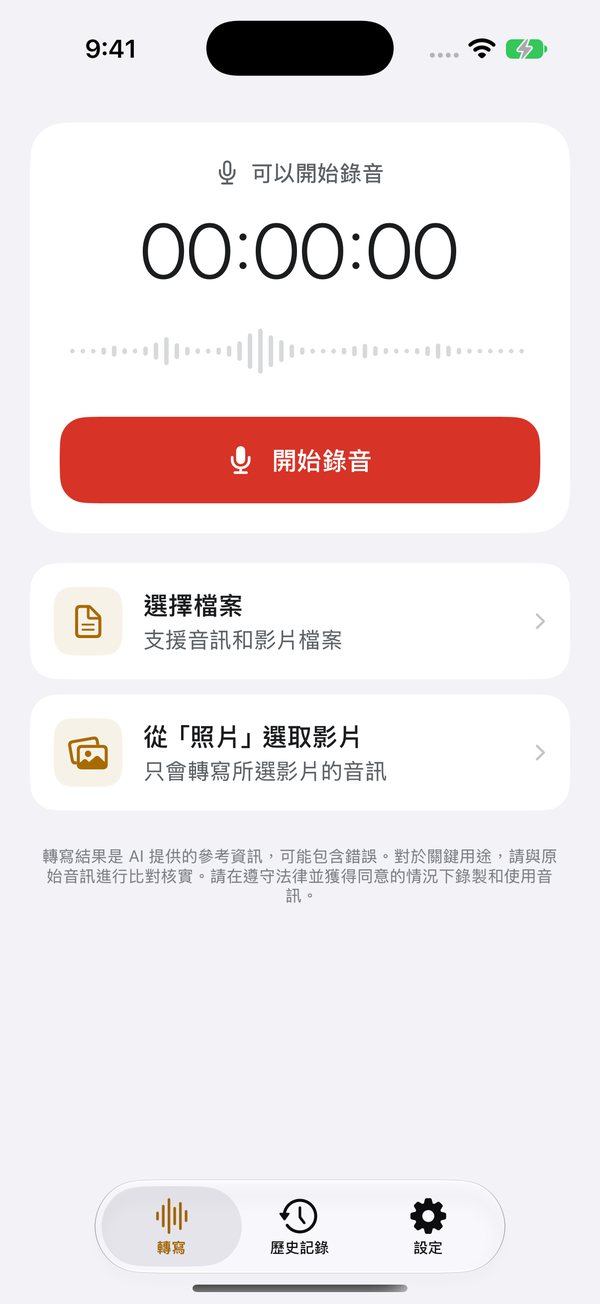 9:41
可以開始錄音
00:00:00
開始錄音
選擇檔案
支援音訊和影片檔案
從「照片」選取影片
只會轉寫所選影片的音訊
轉寫結果是 AI 提供的參考資訊，可能包含錯誤。對於關鍵用途，請與原
始音訊進行比對核實。請在遵守法律並獲得同意的情況下錄製和使用音
訊。
轉寫
歷史記錄
設定